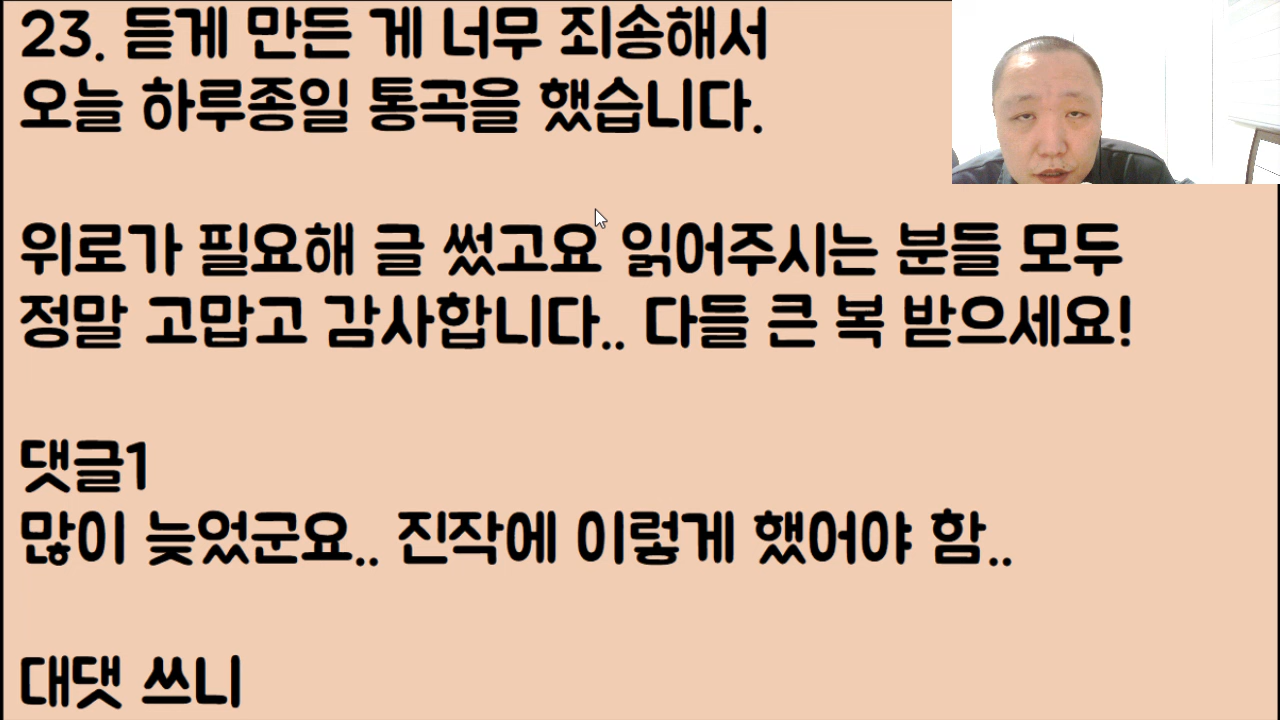 23. 듣게 만든 게 너무 죄송해서
오늘 하루종일 통곡을 했습니다.
위로가 필요해 글 썼고요 읽어주시는 분들 모두
정말 고맙고 감사합니다.. 다들 큰 복 받으세요!
댓글1
많이 늦었군요.. 진작에 이렇게 했어야 함..
대댓 쓰니